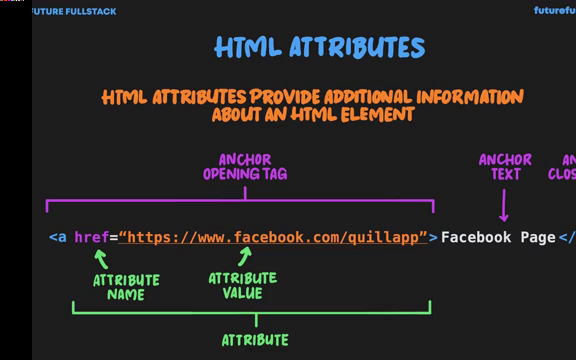 FUTURE FULLSTACK
futurefu
HTML ATTRIBUTES
HTML ATTRIBUTES PROVIDE ADDITIONAL INFORMATION
ABOUT AN HTML ELEMENT
ANCHOR
OPENING TAG
ANCHOR
TEXT
AN
CLOS
<a href=“https://www.facebook.com/quillapp”>Facebook Page</
ATTRIBUTE
NAME
ATTRIBUTE
VALUE
ATTRIBUTE